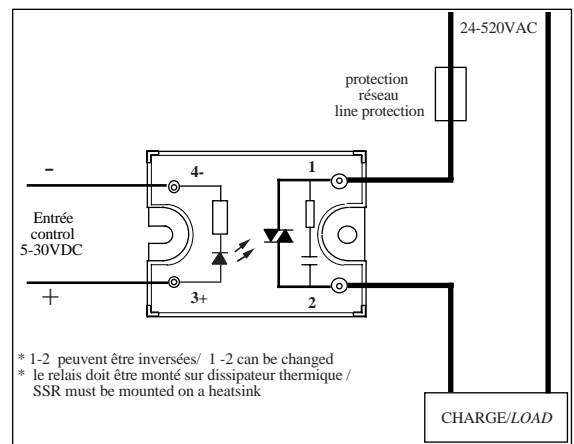 24-520VAC
protection
réseau
line protection
4-
1
-
Entrée
control
5-30VDC
+
3+
2
* 1-2 peuvent être inversées/ 1 -2 can be changed
* le relais doit être monté sur dissipateur thermique /
SSR must be mounted on a heatsink
CHARGE/LOAD